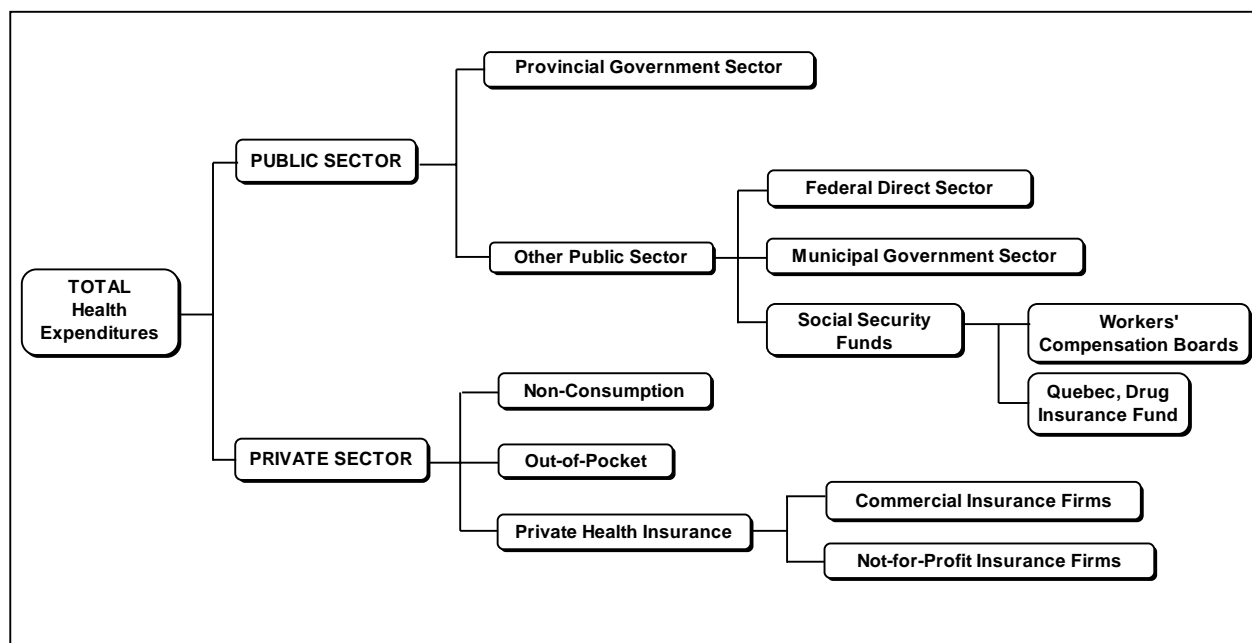 Provincial Government Sector
PUBLIC SECTOR
Federal Direct Sector
Other Public Sector
Municipal Government Sector
TOTAL
Health
Expenditures
Social Security
Funds
Workers'
Compensation Boards
Quebec, Drug
Insurance Fund
Non-Consumption
PRIVATE SECTOR
Out-of-Pocket
Private Health Insurance
Commercial Insurance Firms
Not-for-Profit Insurance Firms